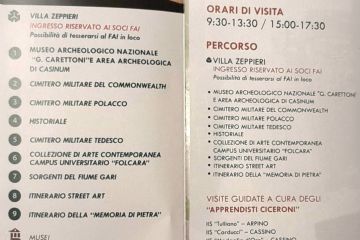 VILLA ZEPPIERI
INGRESSO RISERVATO AI SOCI FAI
Possibilità di tesserarsi al FAI in loco
1 MUSEO ARCHEOLOGICO NAZIONALE
"G. CARETTONI" E AREA ARCHEOLOGICA
DI CASINUM
2 CIMITERO MILITARE DEL COMMONWEALTH
3 CIMITERO MILITARE POLACCO
4 HISTORIALE
5 CIMITERO MILITARE TEDESCO
6 COLLEZIONE DI ARTE CONTEMPORANEA
CAMPUS UNIVERSITARIO "FOLCARA"
7 SORGENTI DEL FIUME GARI
8 ITINERARIO STREET ART
9 ITINERARIO DELLA "MEMORIA DI PIETRA"
MUSEI
ORARI DI VISITA
9:30-13:30 / 15:00-17:30
PERCORSO
VILLA ZEPPIERI
INGRESSO RISERVATO AI SOCI FAI
Possibilità di tesserarsi al FAI in loco
• MUSEO ARCHEOLOGICO NAZIONALE "G. CARETTONI"
E AREA ARCHEOLOGICA DI CASINUM
• CIMITERO MILITARE DEL COMMONWEALTH
• CIMITERO MILITARE POLACCO
• HISTORIALE
• CIMITERO MILITARE TEDESCO
• COLLEZIONE DI ARTE CONTEMPORANEA
CAMPUS UNIVERSITARIO "FOLCARA"
• SORGENTI DEL FIUME GARI
• ITINERARIO STREET ART
• ITINERARIO DELLA "MEMORIA DI PIETRA"
VISITE GUIDATE A CURA DEGLI
"APPRENDISTI CICERONI"
IIS "Tulliano" – ARPINO
IIS "Carducci" – CASSINO
CASSINO